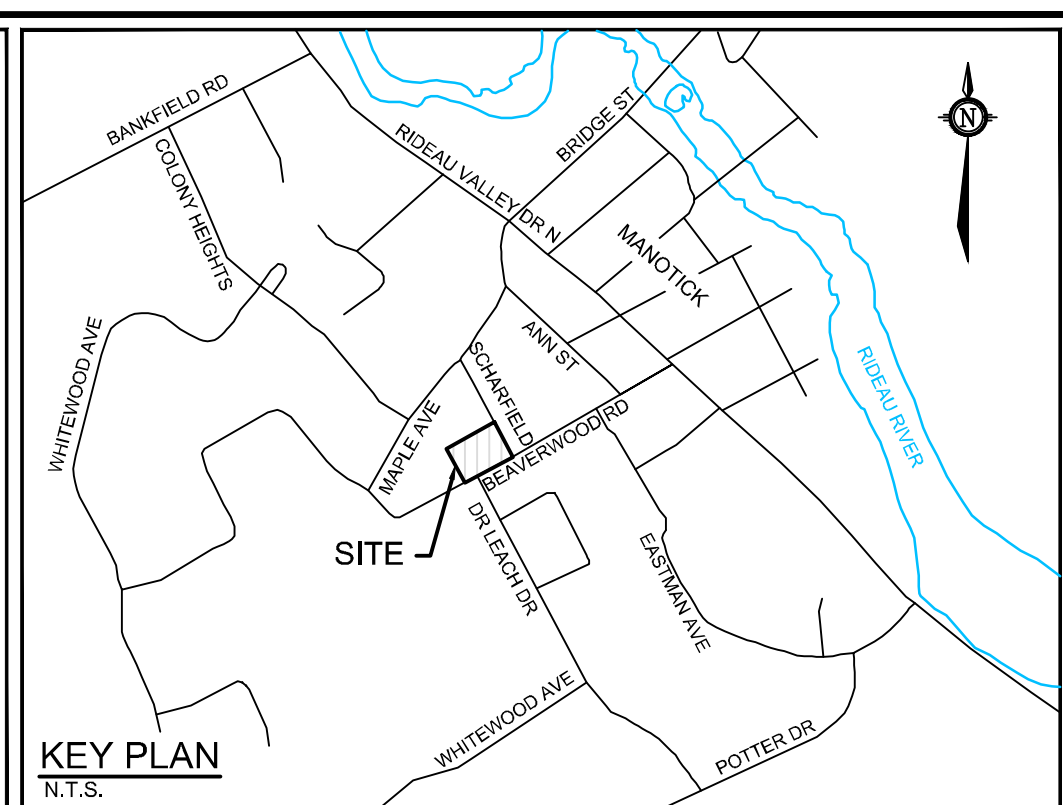 BANKFIELD RD
COLONY HEIGHTS
RIDEAU VALLEY DR N
BRIDGE ST
N
MANOTICK
WHITEWOOD AVE
ANN ST
SCHARFIELD
MAPLE AVE
BEAVERWOOD RD
RIDEAU RIVER
SITE
DR LEACH DR
EASTMAN AVE
WHITEWOOD AVE
POTTER DR
KEY PLAN
N.T.S.